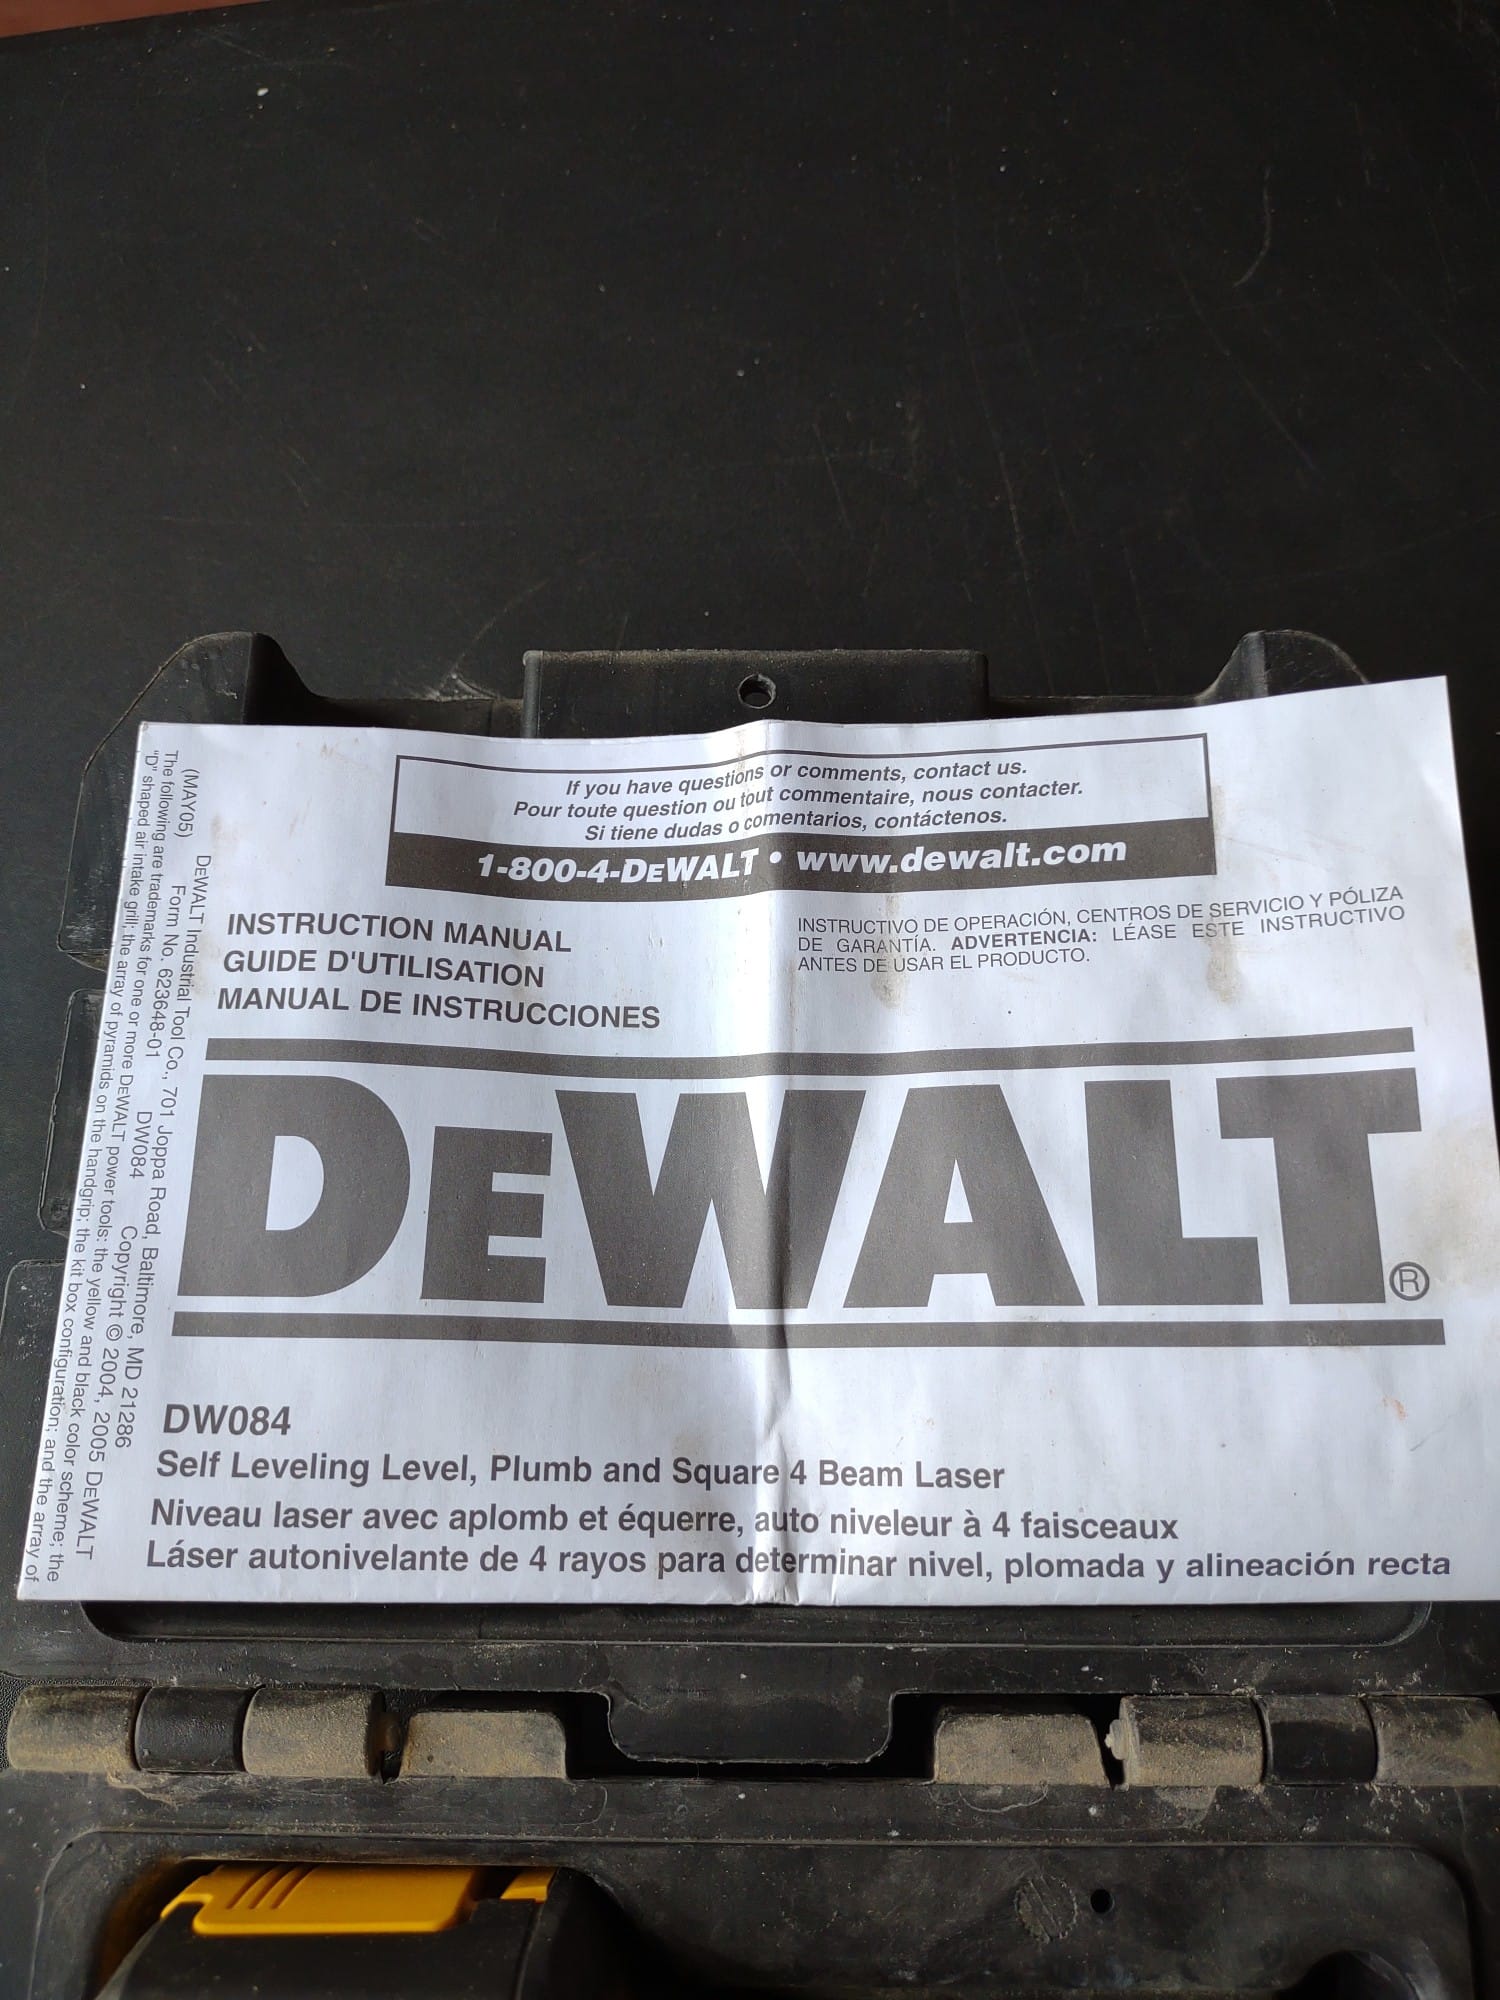 If you have questions or comments, contact us.
Pour toute question ou tout commentaire, nous contacter.
Si tiene dudas o comentarios, contáctenos.
1-800-4-DEWALT • www.dewalt.com
INSTRUCTION MANUAL
GUIDE D'UTILISATION
MANUAL DE INSTRUCCIONES
INSTRUCTIVO DE OPERACIÓN, CENTROS DE SERVICIO Y PÓLIZA
DE GARANTÍA. ADVERTENCIA: LÉASE ESTE INSTRUCTIVO
ANTES DE USAR EL PRODUCTO.
DEWALT®
DW084
Self Leveling Level, Plumb and Square 4 Beam Laser
Niveau laser avec aplomb et équerre, auto niveleur à 4 faisceaux
Láser autonivelante de 4 rayos para determinar nivel, plomada y alineación recta
DEWALT Industrial Tool Co., 701 Joppa Road, Baltimore, MD 21286
(MAY05) Form No. 623648-01 DW084 Copyright © 2004, 2005 DEWALT
The following are trademarks for one or more DEWALT power tools: the yellow and black color scheme; the
"D" shaped air intake grill; the array of pyramids on the handgrip; the kit box configuration; and the array of